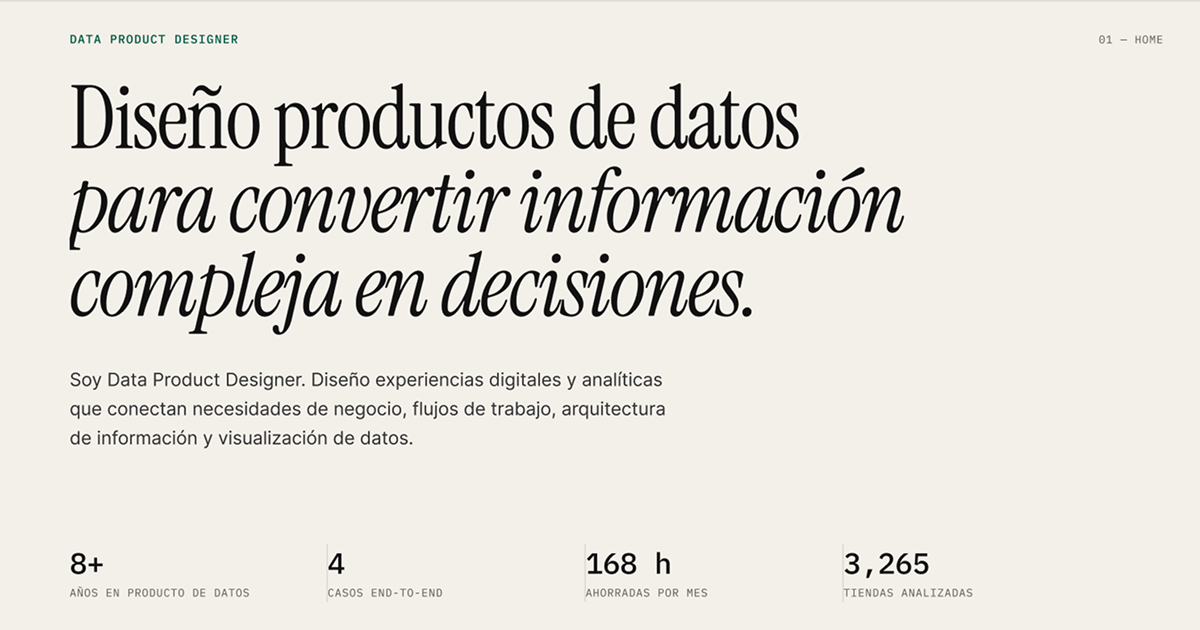 DATA PRODUCT DESIGNER
01 — HOME
Diseño productos de datos
para convertir información
compleja en decisiones.
Soy Data Product Designer. Diseño experiencias digitales y analíticas
que conectan necesidades de negocio, flujos de trabajo, arquitectura
de información y visualización de datos.
8+
AÑOS EN PRODUCTO DE DATOS
4
CASOS END-TO-END
168 h
AHORRADAS POR MES
3,265
TIENDAS ANALIZADAS